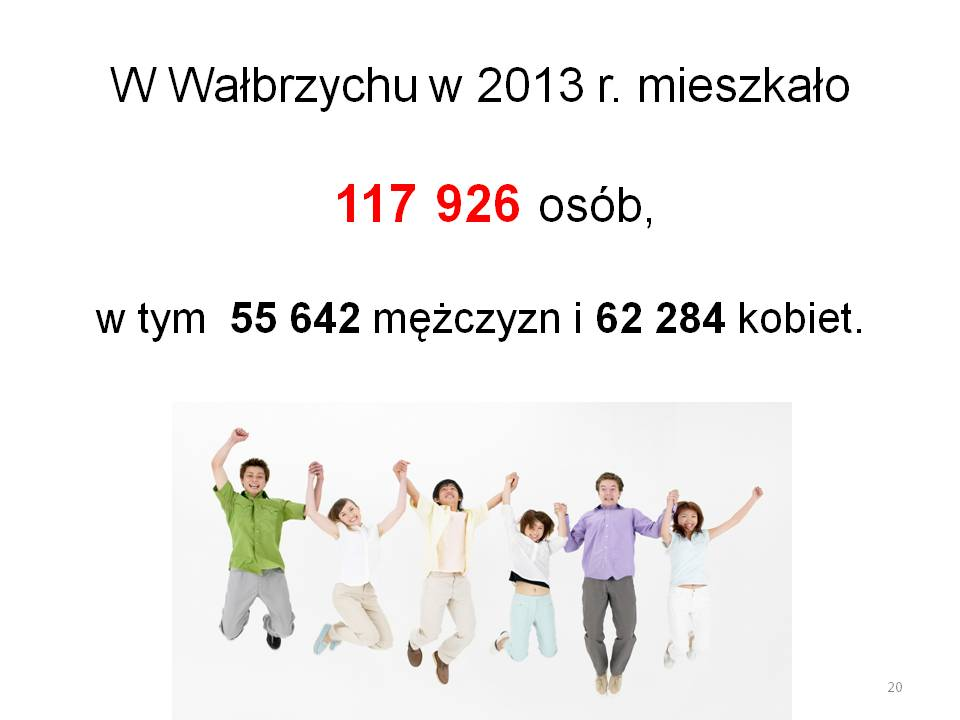 W Wałbrzychu w 2013 r. mieszkało
117 926 osób,
w tym 55 642 mężczyzn i 62 284 kobiet.
20